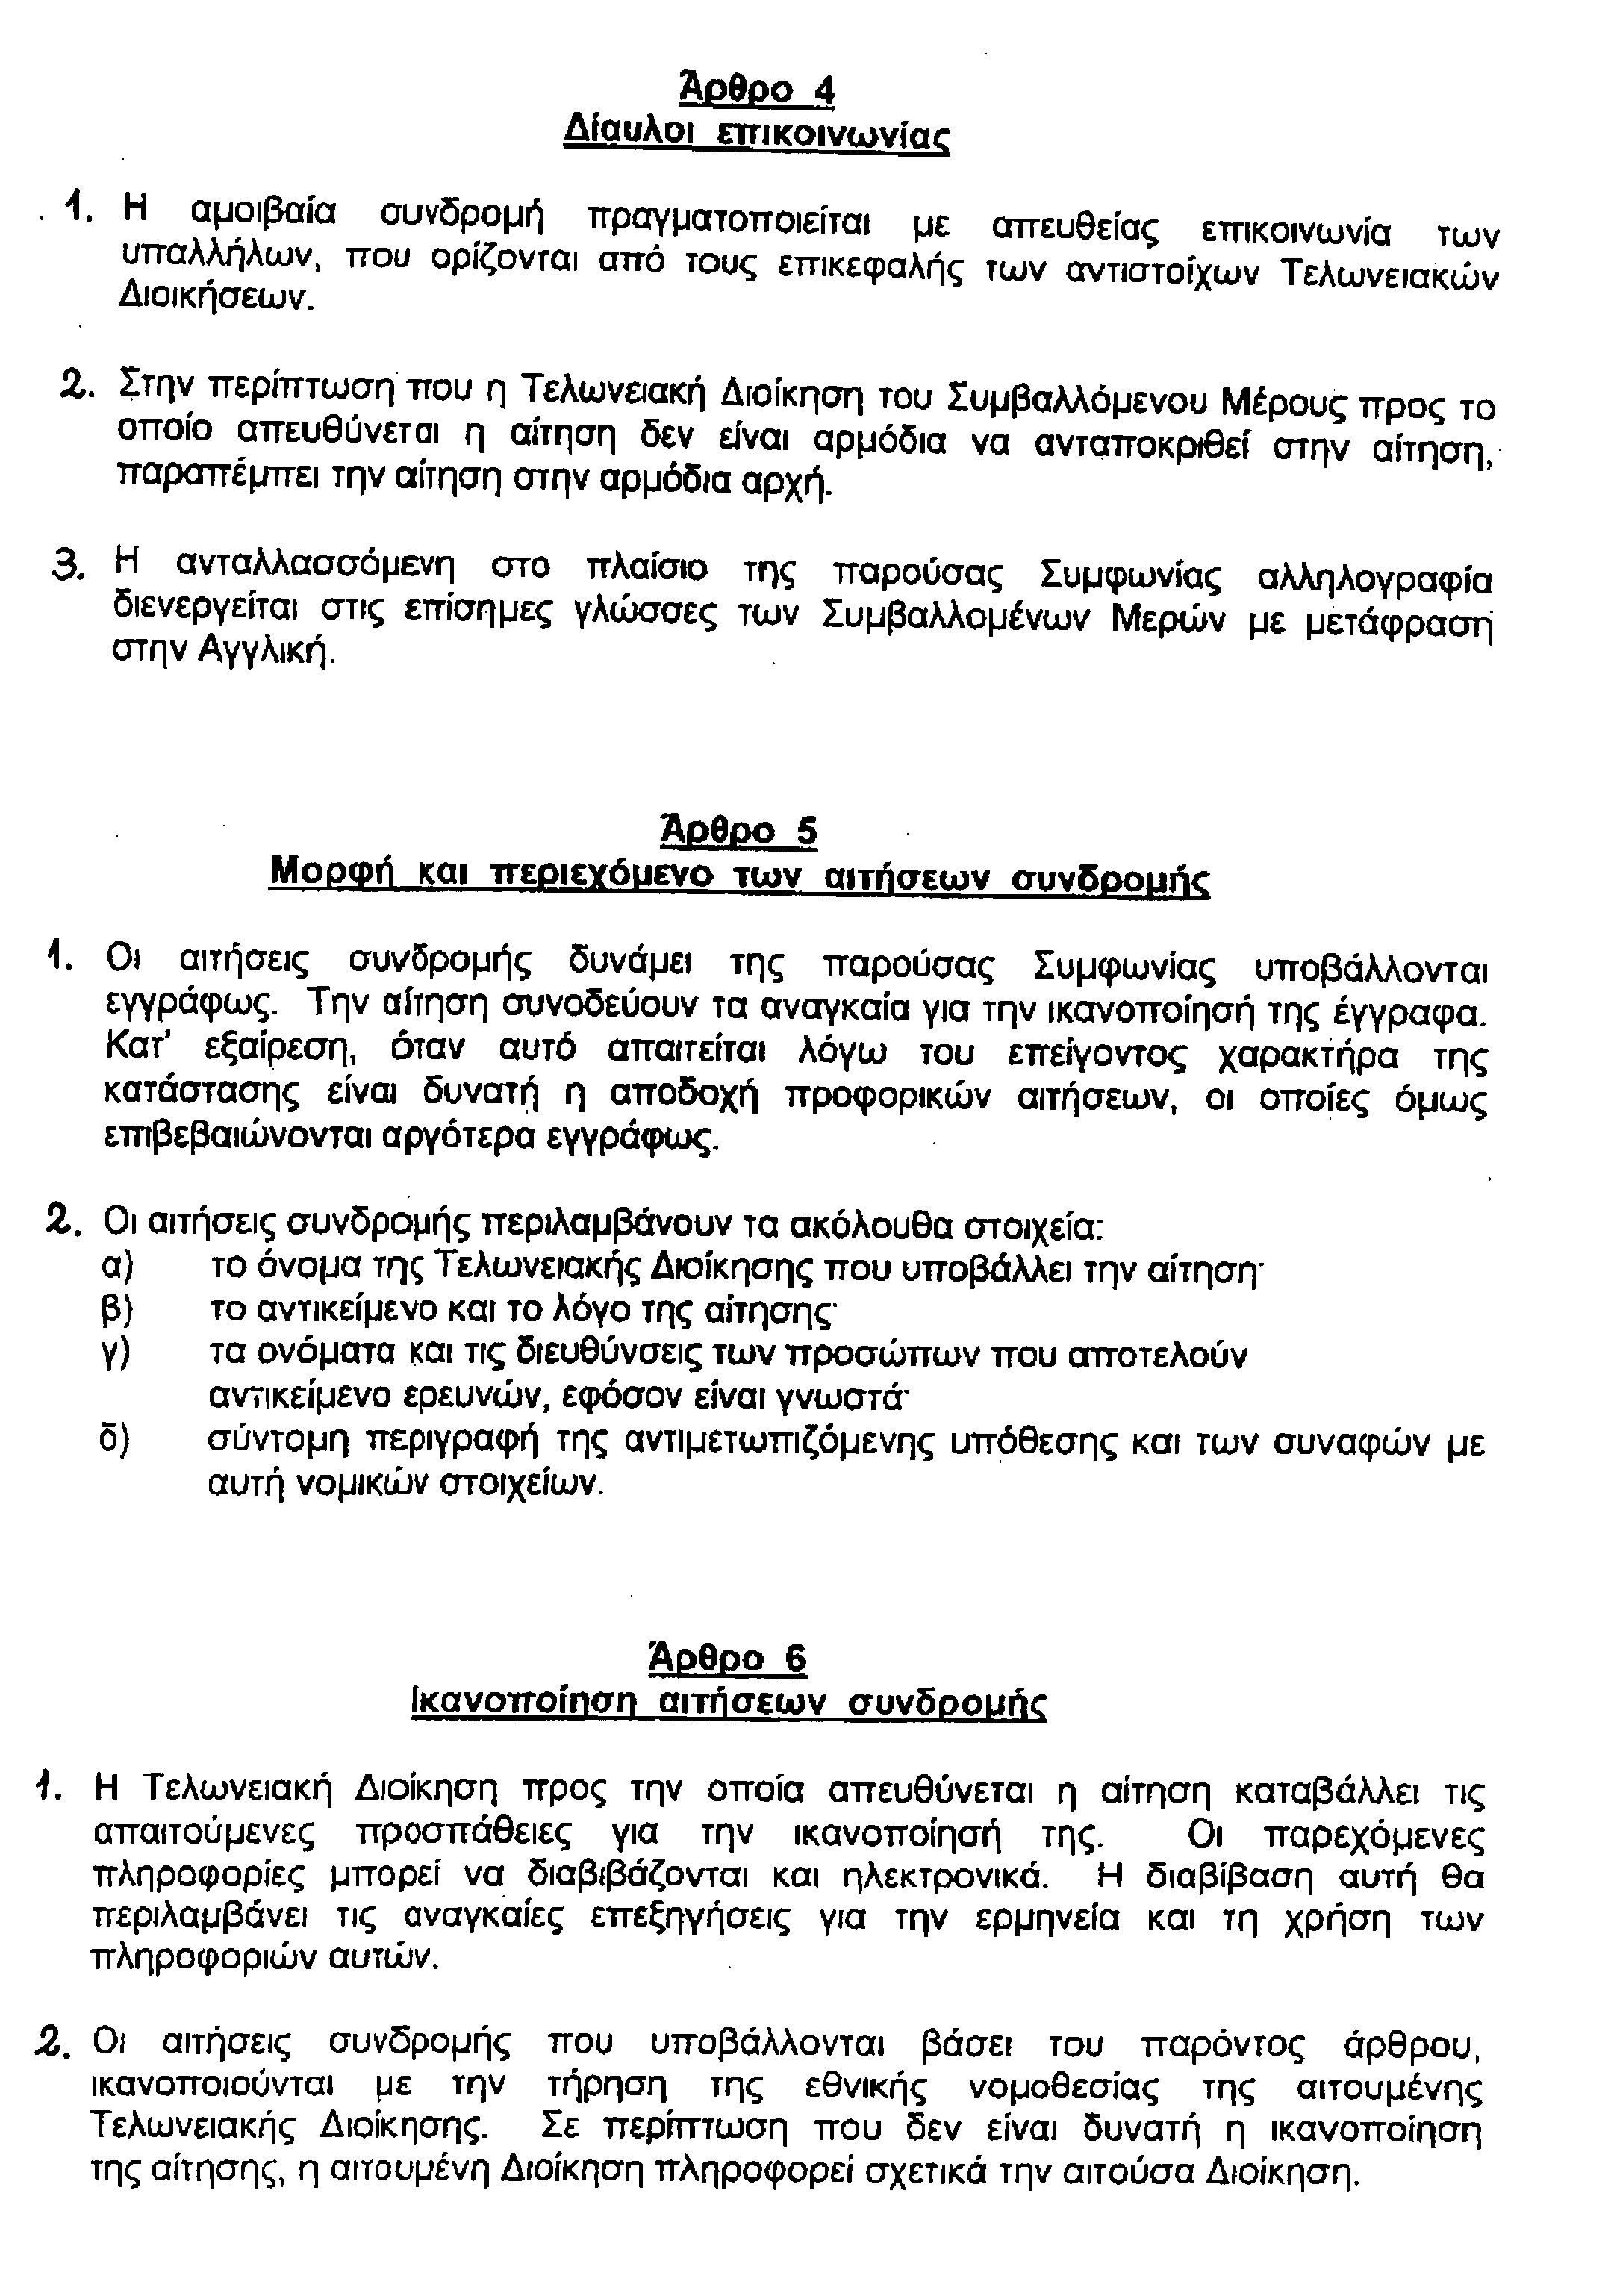 Άρθρο 4
Δίαυλοι επικοινωνίας
1. Η αμοιβαία συνδρομή πραγματοποιείται με απευθείας επικοινωνία των
υπαλλήλων, που ορίζονται από τους επικεφαλής των αντιστοίχων Τελωνειακών
Διοικήσεων.
2. Στην περίπτωση που η Τελωνειακή Διοίκηση του Συμβαλλόμενου Μέρους προς το
οποίο απευθύνεται η αίτηση δεν είναι αρμόδια να ανταποκριθεί στην αίτηση,
παραπέμπει την αίτηση στην αρμόδια αρχή.
3. Η ανταλλασσόμενη στο πλαίσιο της παρούσας Συμφωνίας αλληλογραφία
διενεργείται στις επίσημες γλώσσες των Συμβαλλομένων Μερών με μετάφραση
στην Αγγλική.
Άρθρο 5
Μορφή και περιεχόμενο των αιτήσεων συνδρομής
1. Οι αιτήσεις συνδρομής δυνάμει της παρούσας Συμφωνίας υποβάλλονται
εγγράφως. Την αίτηση συνοδεύουν τα αναγκαία για την ικανοποίησή της έγγραφα.
Κατ' εξαίρεση, όταν αυτό απαιτείται λόγω του επείγοντος χαρακτήρα της
κατάστασης είναι δυνατή η αποδοχή προφορικών αιτήσεων, οι οποίες όμως
επιβεβαιώνονται αργότερα εγγράφως.
2. Οι αιτήσεις συνδρομής περιλαμβάνουν τα ακόλουθα στοιχεία:
α) το όνομα της Τελωνειακής Διοίκησης που υποβάλλει την αίτηση·
β) το αντικείμενο και το λόγο της αίτησης·
γ) τα ονόματα και τις διευθύνσεις των προσώπων που αποτελούν
αντικείμενο ερευνών, εφόσον είναι γνωστά·
δ) σύντομη περιγραφή της αντιμετωπιζόμενης υπόθεσης και των συναφών με
αυτή νομικών στοιχείων.
Άρθρο 6
Ικανοποίηση αιτήσεων συνδρομής
1. Η Τελωνειακή Διοίκηση προς την οποία απευθύνεται η αίτηση καταβάλλει τις
απαιτούμενες προσπάθειες για την ικανοποίησή της. Οι παρεχόμενες
πληροφορίες μπορεί να διαβιβάζονται και ηλεκτρονικά. Η διαβίβαση αυτή θα
περιλαμβάνει τις αναγκαίες επεξηγήσεις για την ερμηνεία και τη χρήση των
πληροφοριών αυτών.
2. Οι αιτήσεις συνδρομής που υποβάλλονται βάσει του παρόντος άρθρου,
ικανοποιούνται με την τήρηση της εθνικής νομοθεσίας της αιτουμένης
Τελωνειακής Διοίκησης. Σε περίπτωση που δεν είναι δυνατή η ικανοποίηση
της αίτησης, η αιτουμένη Διοίκηση πληροφορεί σχετικά την αιτούσα Διοίκηση.